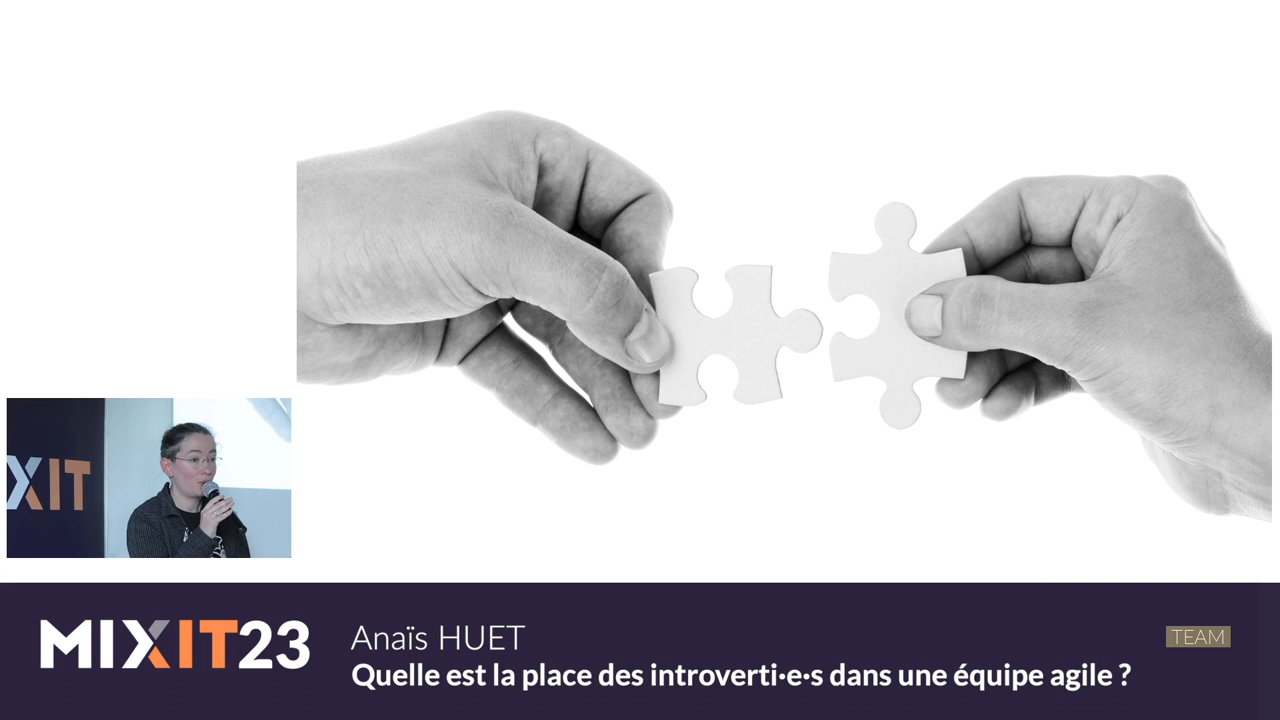 XIT
MIXIT23
Anaïs HUET
TEAM
Quelle est la place des introverti·e·s dans une équipe agile ?